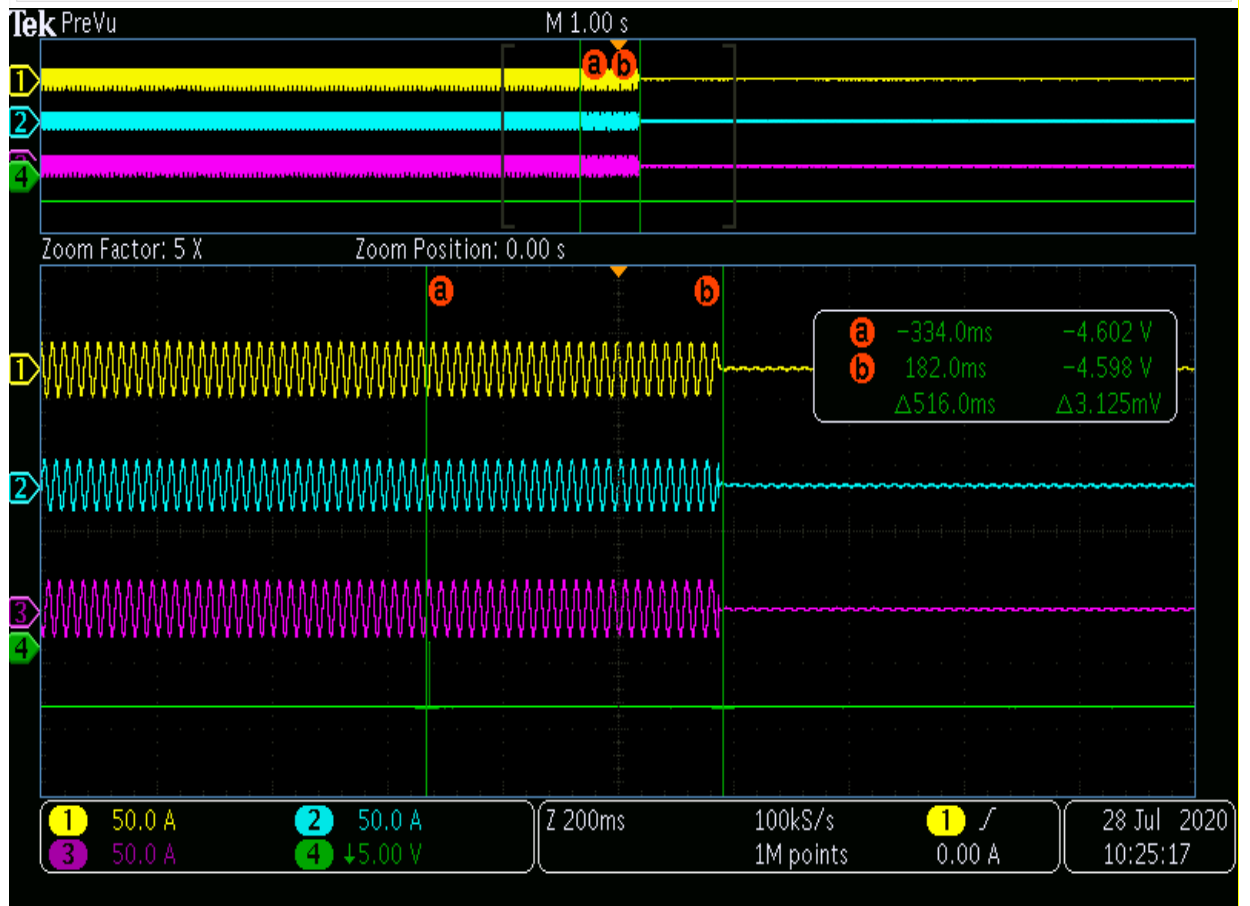 Tek PreVu M 1.00 s
a b
1
2
3
4
Zoom Factor: 5 X Zoom Position: 0.00 s
a b
a -334.0ms -4.602 V
b 182.0ms -4.598 V
Δ516.0ms Δ3.125mV
1
2
3
4
1 50.0 A 2 50.0 A Z 200ms 100kS/s 1 28 Jul 2020
3 50.0 A 4 ↓5.00 V 1M points 0.00 A 10:25:17